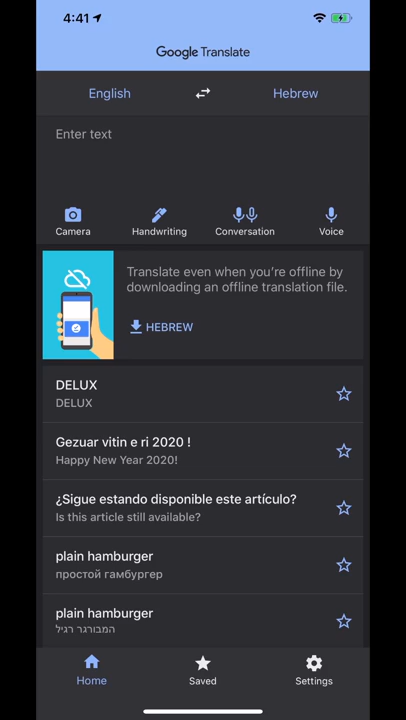 4:41
Google Translate
English
Hebrew
Enter text
Camera
Handwriting
Conversation
Voice
Translate even when you're offline by
downloading an offline translation file.
HEBREW
DELUX
DELUX
Gezuar vitin e ri 2020 !
Happy New Year 2020!
¿Sigue estando disponible este artículo?
Is this article still available?
plain hamburger
простой гамбургер
plain hamburger
המבורגר רגיל
Home
Saved
Settings